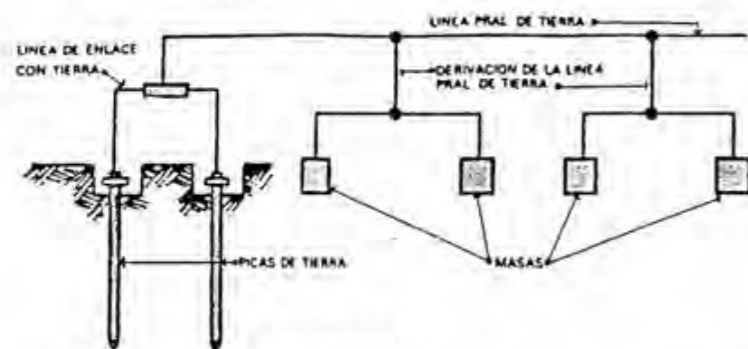 LINEA PRAL DE TIERRA
LINEA DE ENLACE
CON TIERRA
DERIVACION DE LA LINEA
PRAL DE TIERRA
PICAS DE TIERRA
MASAS